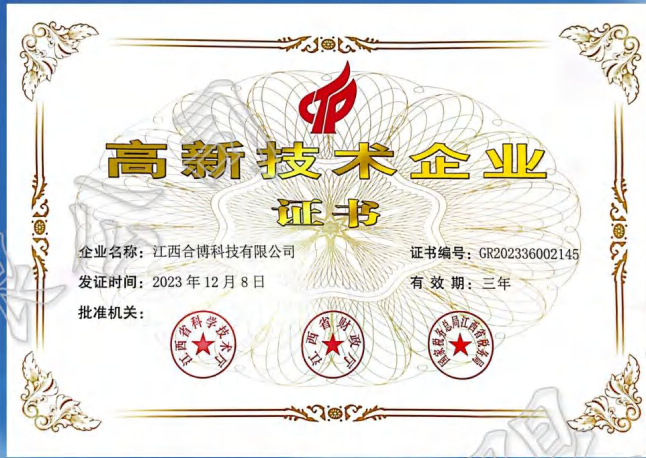 高新技术企业
证书
企业名称：江西合博科技有限公司
证书编号：GR202336002145
发证时间：2023年12月8日
有效期：三年
批准机关：
江西省科学技术厅
江西省财政厅
国家税务总局江西省税务局